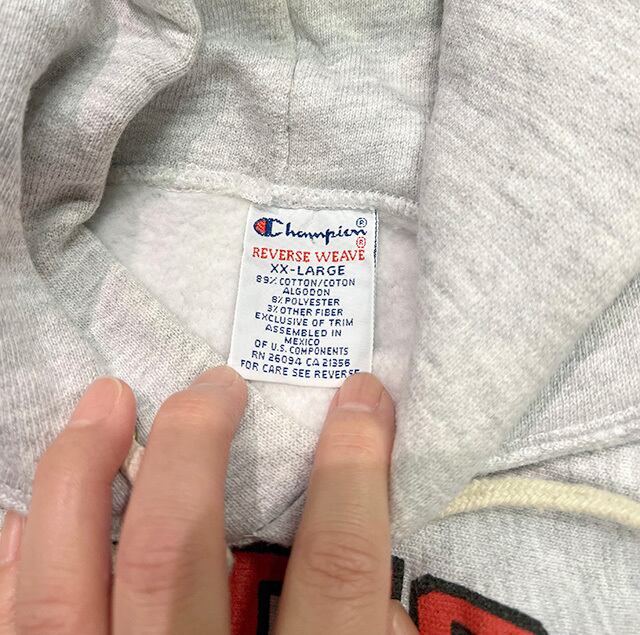 Champion®
REVERSE WEAVE®
XX-LARGE
89% COTTON/COTON
ALGODON
8% POLYESTER
3% OTHER FIBER
EXCLUSIVE OF TRIM
ASSEMBLED IN
MEXICO
OF U.S. COMPONENTS
RN 26094 CA 21356
FOR CARE SEE REVERSE